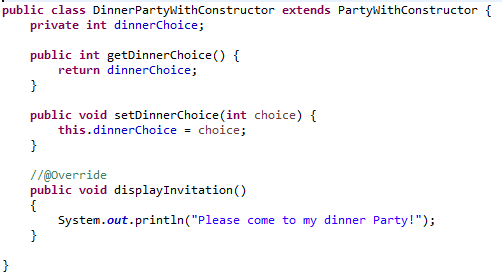 public class DinnerPartyWithConstructor extends PartyWithConstructor {
    private int dinnerChoice;

    public int getDinnerChoice() {
        return dinnerChoice;
    }

    public void setDinnerChoice(int choice) {
        this.dinnerChoice = choice;
    }

    //@Override
    public void displayInvitation()
    {
        System.out.println("Please come to my dinner Party!");
    }

}